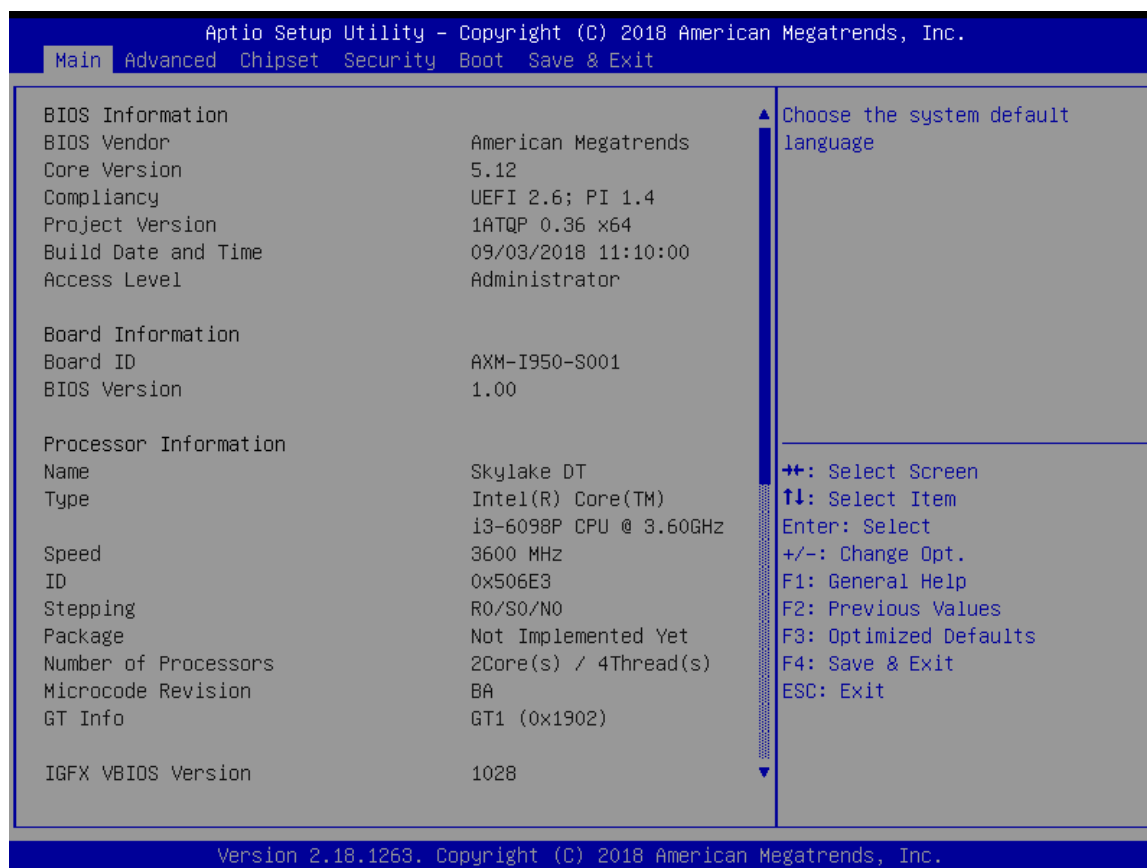 Aptio Setup Utility – Copyright (C) 2018 American Megatrends, Inc.
Main Advanced Chipset Security Boot Save & Exit
BIOS Information
BIOS Vendor American Megatrends
Core Version 5.12
Compliancy UEFI 2.6; PI 1.4
Project Version 1ATQP 0.36 x64
Build Date and Time 09/03/2018 11:10:00
Access Level Administrator
Board Information
Board ID AXM-I950-S001
BIOS Version 1.00
Processor Information
Name Skylake DT
Type Intel(R) Core(TM)
i3-6098P CPU @ 3.60GHz
Speed 3600 MHz
ID 0x506E3
Stepping R0/S0/N0
Package Not Implemented Yet
Number of Processors 2Core(s) / 4Thread(s)
Microcode Revision BA
GT Info GT1 (0x1902)
IGFX VBIOS Version 1028
Choose the system default
language
→←: Select Screen
↑↓: Select Item
Enter: Select
+/-: Change Opt.
F1: General Help
F2: Previous Values
F3: Optimized Defaults
F4: Save & Exit
ESC: Exit
Version 2.18.1263. Copyright (C) 2018 American Megatrends, Inc.